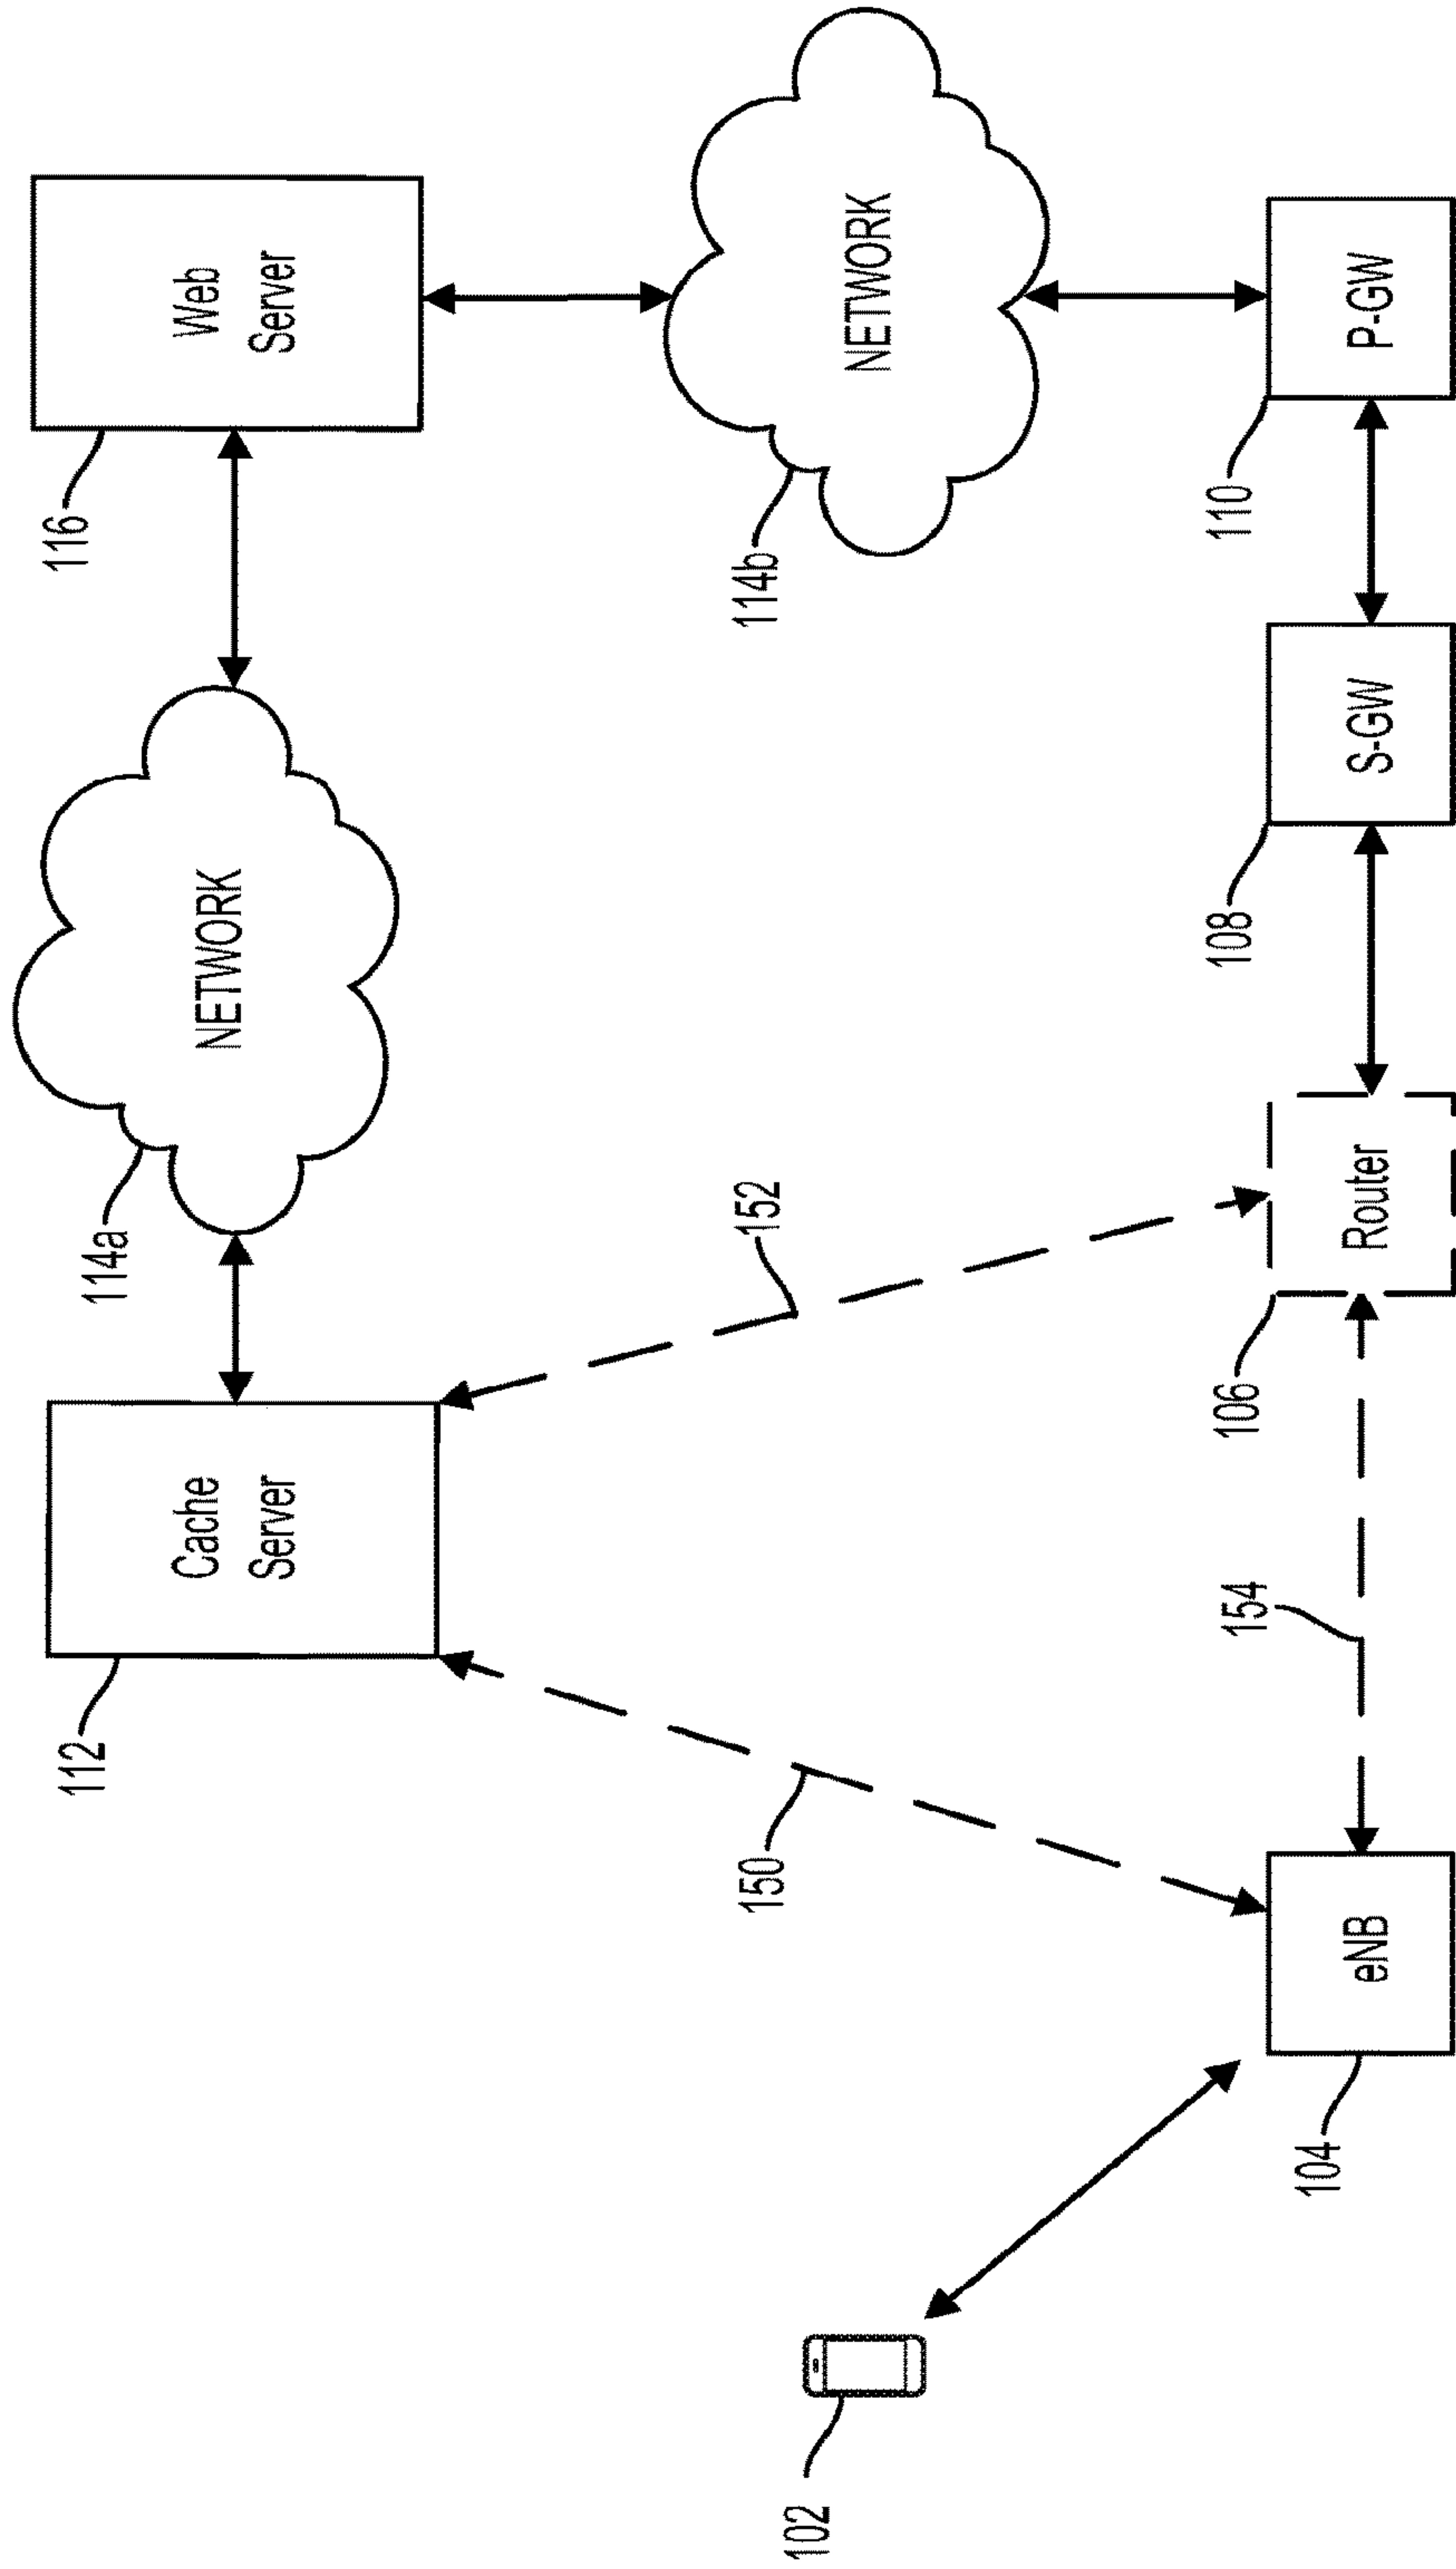 Cache
Server
112
NETWORK
114a
Web
Server
116
150
152
NETWORK
114b
102
eNB
104
154
Router
106
S-GW
108
P-GW
110